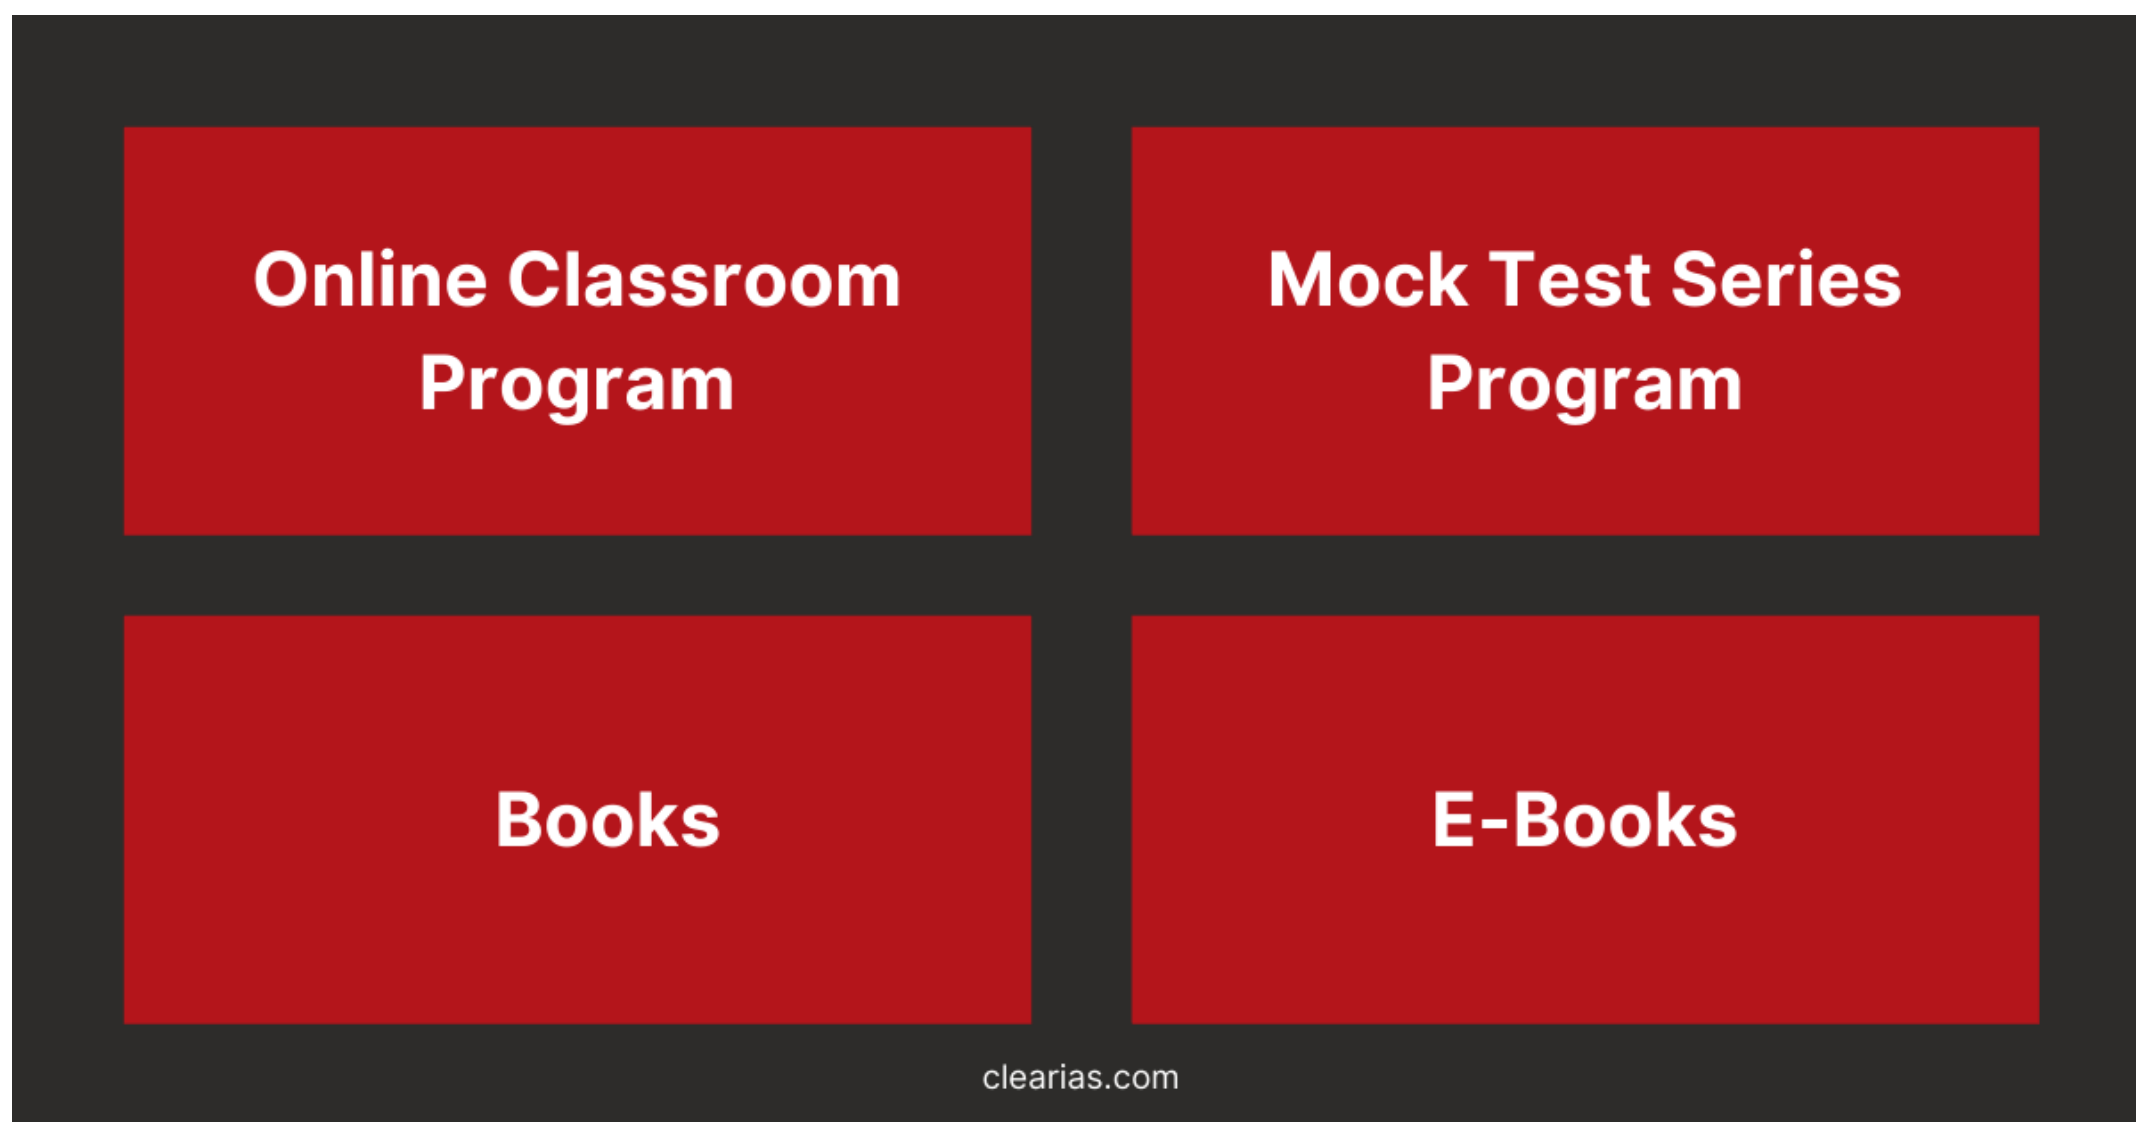 Online Classroom
Program
Mock Test Series
Program
Books
E-Books
clearias.com